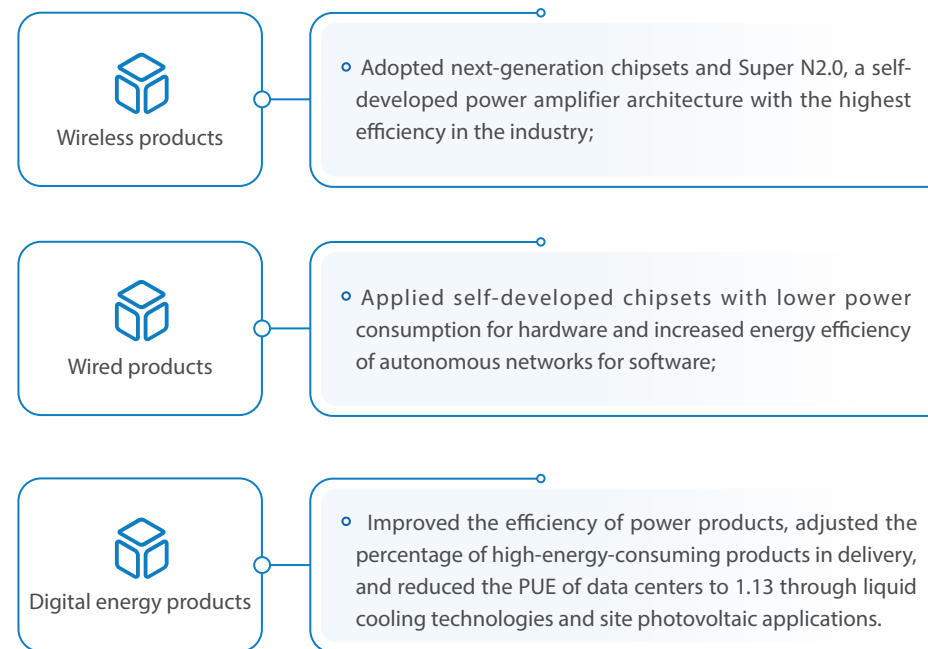 Wireless products
Adopted next-generation chipsets and Super N2.0, a self-
developed power amplifier architecture with the highest
efficiency in the industry;
Wired products
Applied self-developed chipsets with lower power
consumption for hardware and increased energy efficiency
of autonomous networks for software;
Digital energy products
Improved the efficiency of power products, adjusted the
percentage of high-energy-consuming products in delivery,
and reduced the PUE of data centers to 1.13 through liquid
cooling technologies and site photovoltaic applications.